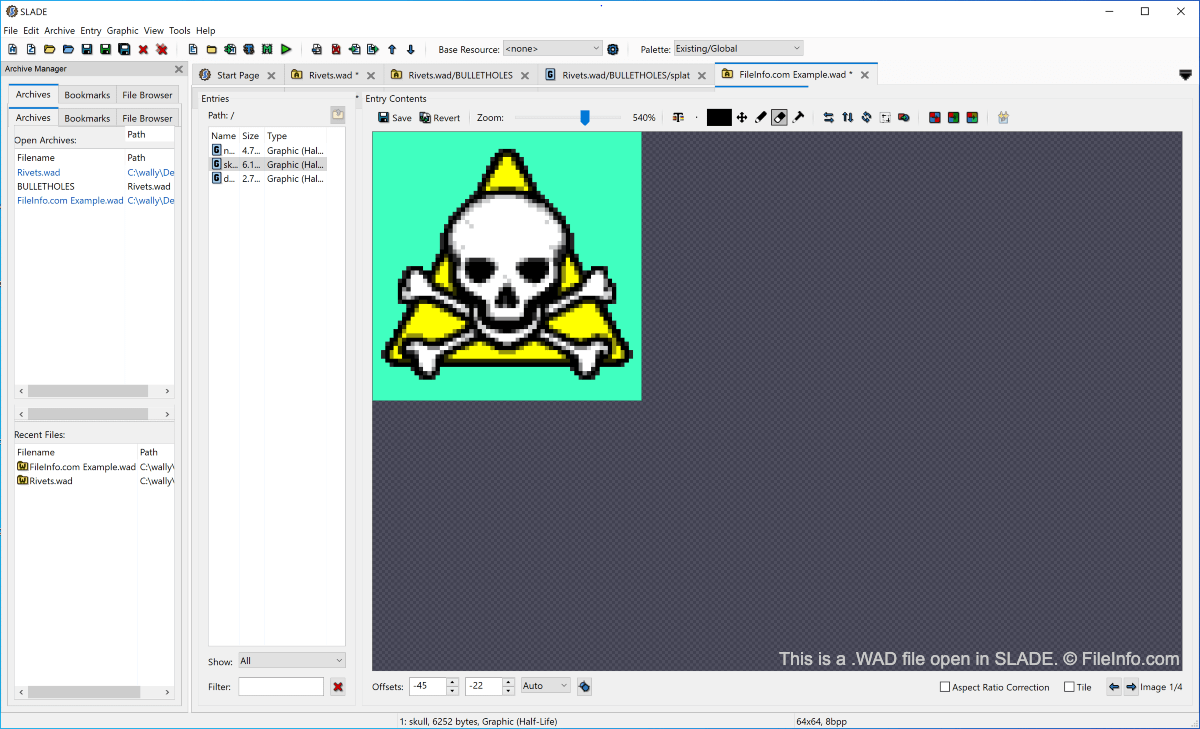 SLADE
File Edit Archive Entry Graphic View Tools Help
Base Resource: <none> Palette: Existing/Global
Archive Manager
Start Page Rivets.wad * Rivets.wad/BULLETHOLES Rivets.wad/BULLETHOLES/splat FileInfo.com Example.wad *
Archives Bookmarks File Browser
Archives Bookmarks File Browser
Path
Open Archives:
Filename Path
Rivets.wad C:\wally\De
BULLETHOLES Rivets.wad
FileInfo.com Example.wad C:\wally\De
Recent Files:
Filename Path
FileInfo.com Example.wad C:\wally\
Rivets.wad C:\wally\
Entries
Path: /
Name Size Type
n... 4.7... Graphic (Hal...
sk... 6.1... Graphic (Hal...
d... 2.7... Graphic (Hal...
Show: All
Filter:
Entry Contents
Save Revert Zoom: 540%
This is a .WAD file open in SLADE. © FileInfo.com
Offsets: -45 -22 Auto Aspect Ratio Correction Tile Image 1/4
1: skull, 6252 bytes, Graphic (Half-Life) 64x64, 8bpp